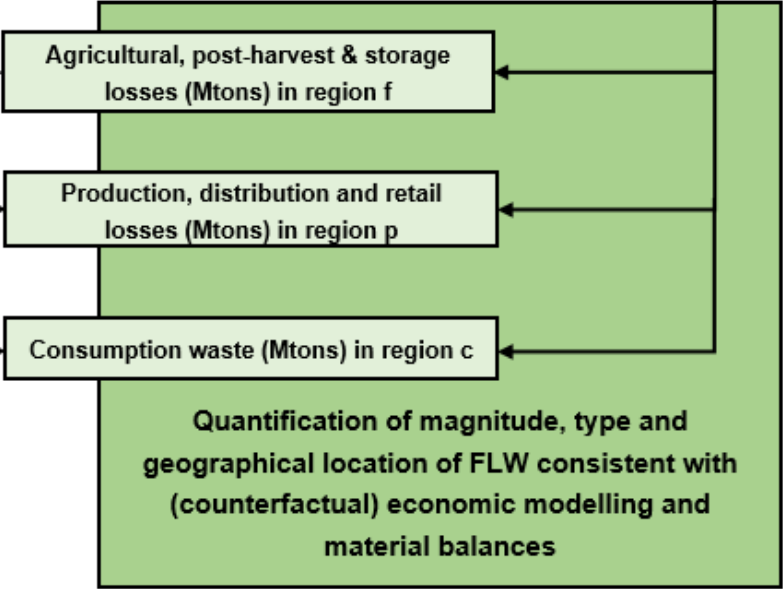 Agricultural, post-harvest & storage
losses (Mtons) in region f
Production, distribution and retail
losses (Mtons) in region p
Consumption waste (Mtons) in region c
Quantification of magnitude, type and
geographical location of FLW consistent with
(counterfactual) economic modelling and
material balances